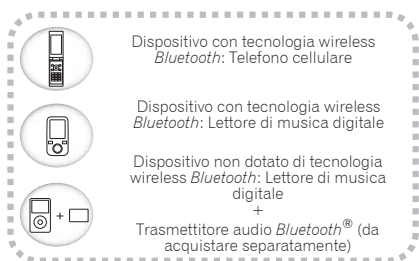 Dispositivo con tecnologia wireless
Bluetooth: Telefono cellulare
Dispositivo con tecnologia wireless
Bluetooth: Lettore di musica digitale
Dispositivo non dotato di tecnologia
wireless Bluetooth: Lettore di musica
digitale
+
+
Trasmettitore audio Bluetooth® (da
acquistare separatamente)